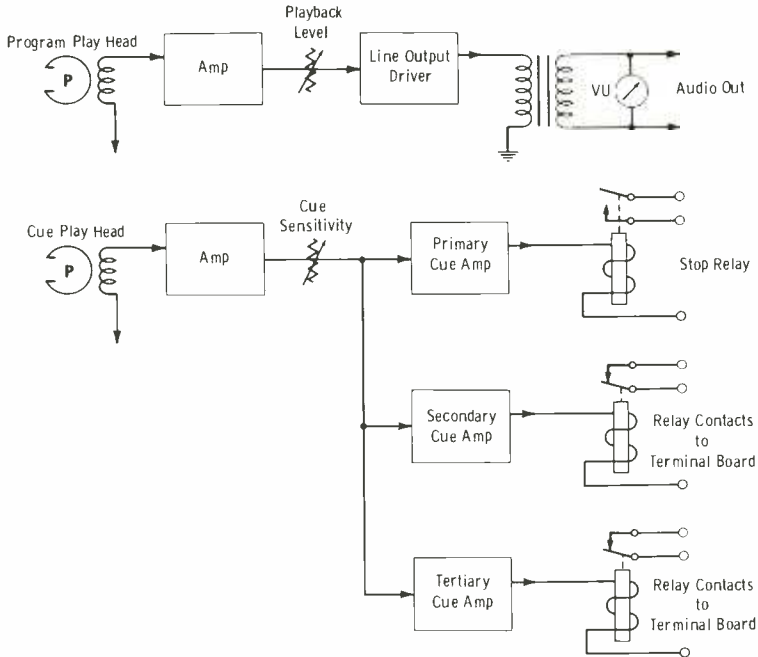 Program Play Head
P
Amp
Playback
Level
Line Output
Driver
VU
Audio Out
Cue Play Head
P
Amp
Cue
Sensitivity
Primary
Cue Amp
Stop Relay
Secondary
Cue Amp
Relay Contacts
to
Terminal Board
Tertiary
Cue Amp
Relay Contacts
to
Terminal Board